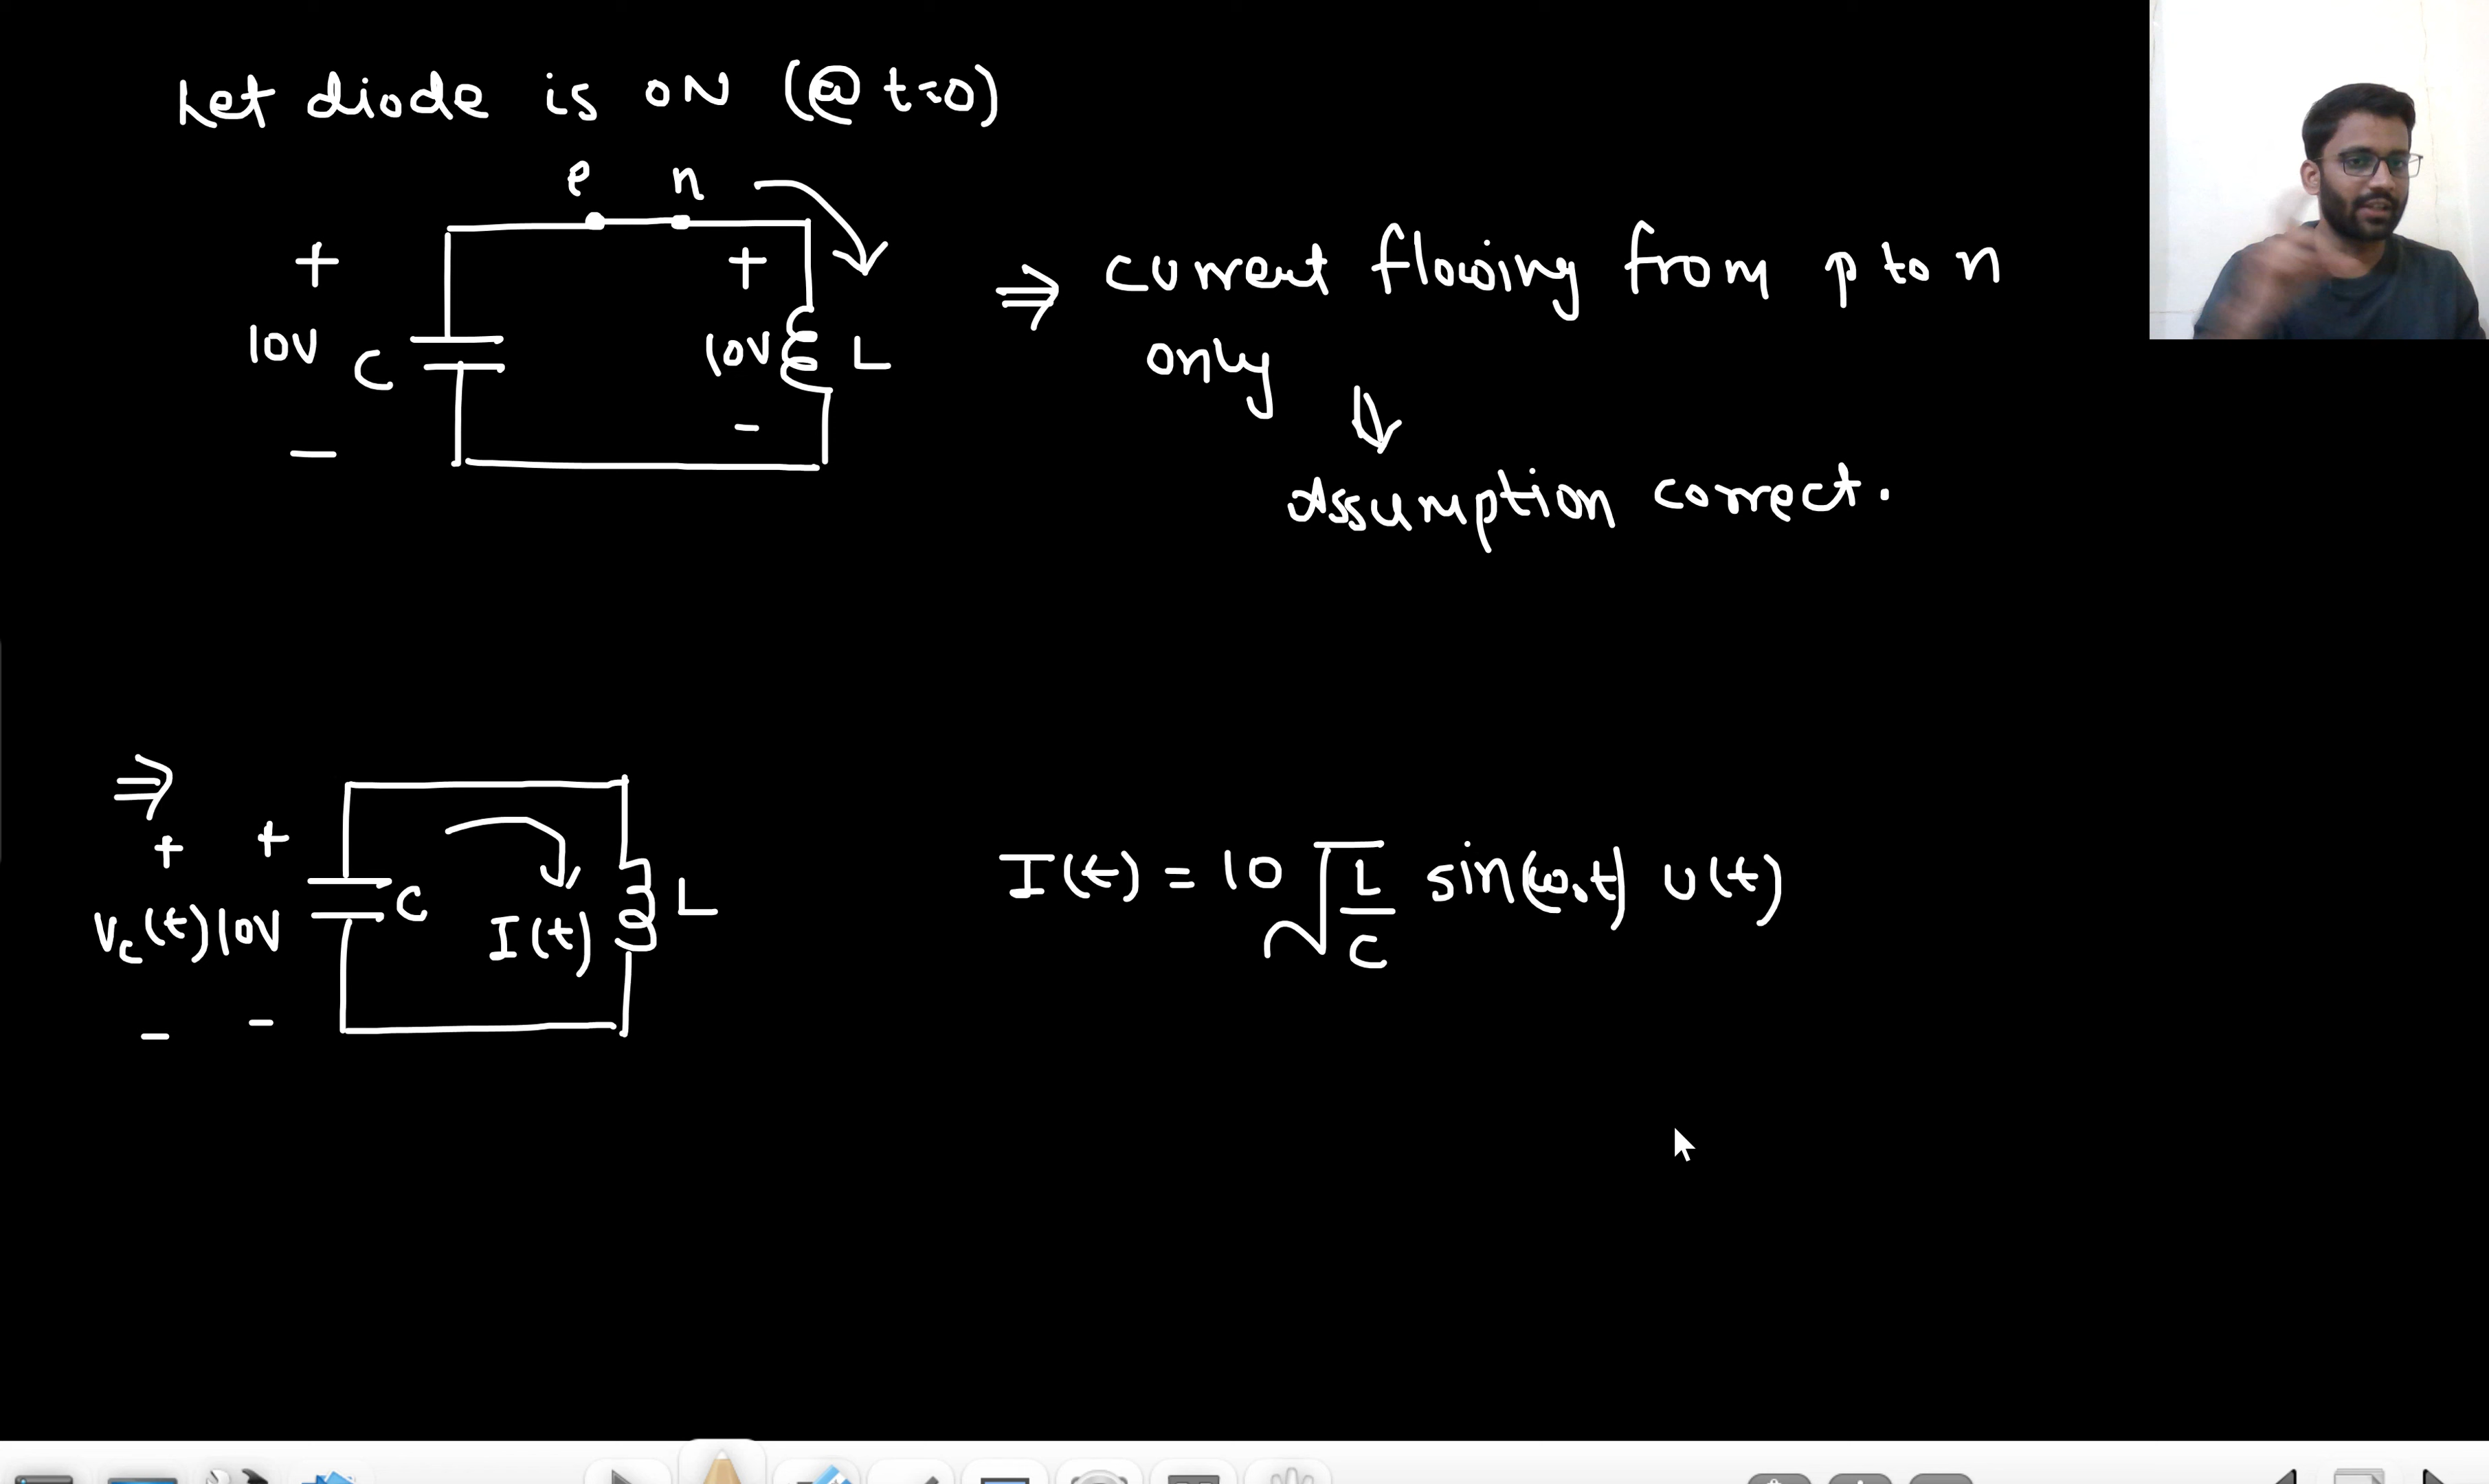 Let diode is ON (@ t=0)
p n
+ + ⇒ current flowing from p to n
10V C 10V L only
- - ⇓
Assumption correct.
⇒
+ +
Vc(t) 10V C I(t) L I(t) = 10 √(L/C) sin(ω₀t) u(t)
- -